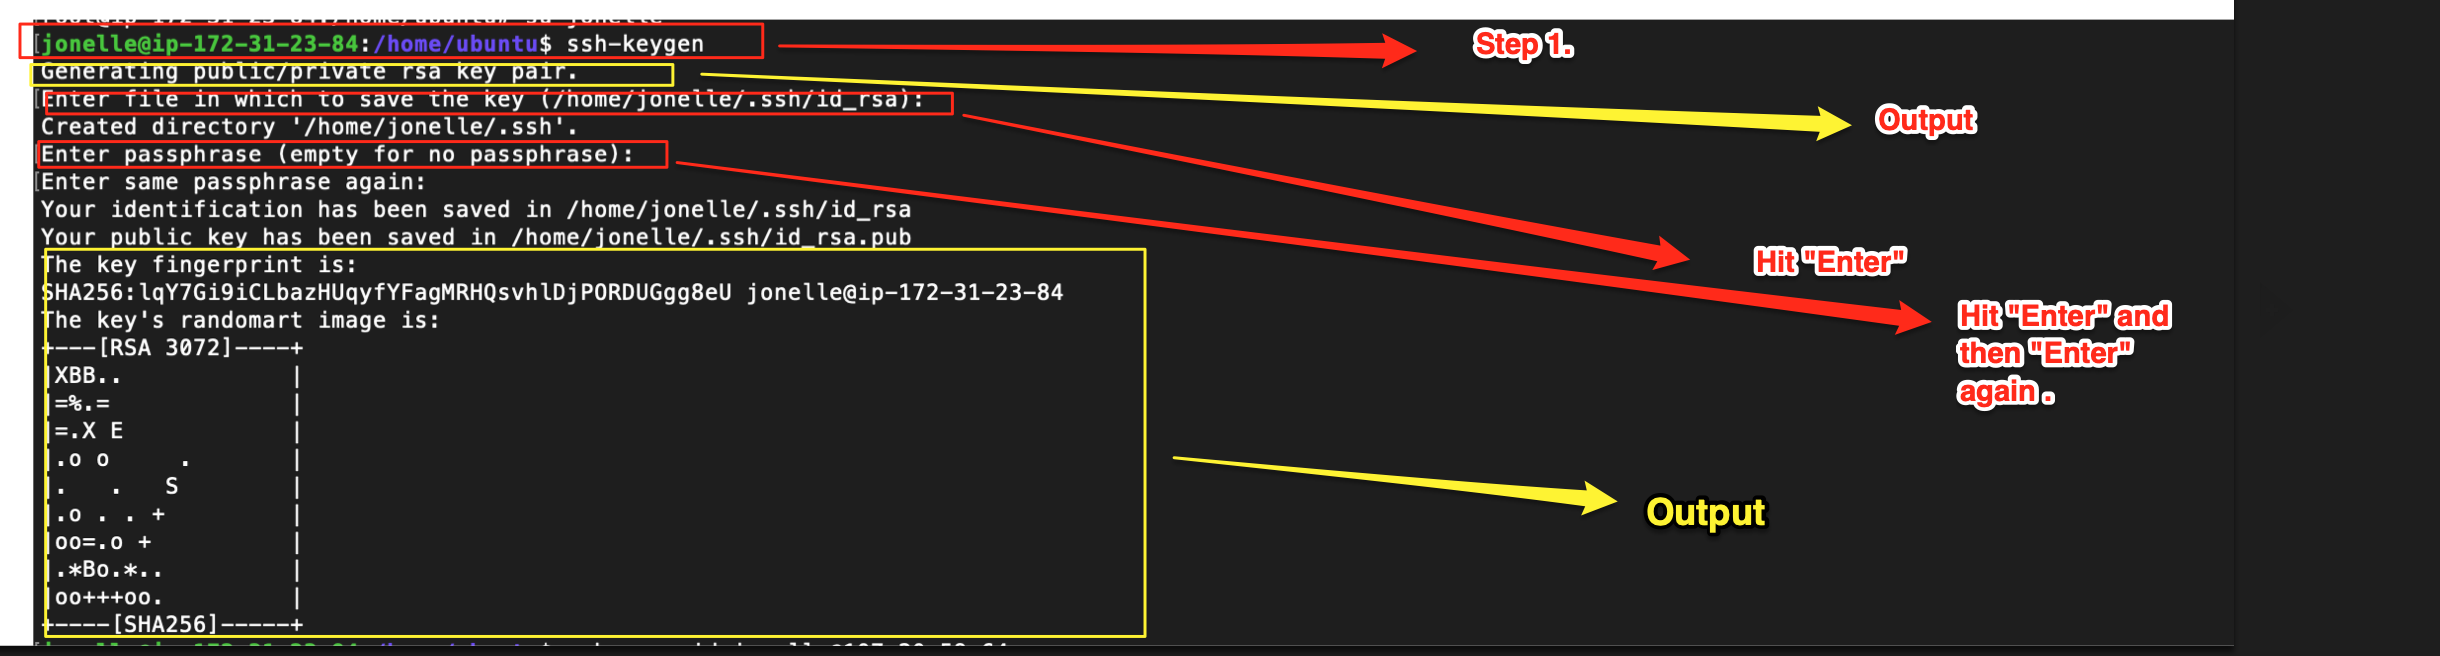 jonelle@ip-172-31-23-84:/home/ubuntu$ ssh-keygen
Step 1.
Generating public/private rsa key pair.
Output
Enter file in which to save the key (/home/jonelle/.ssh/id_rsa):
Created directory '/home/jonelle/.ssh'.
Enter passphrase (empty for no passphrase):
Enter same passphrase again:
Your identification has been saved in /home/jonelle/.ssh/id_rsa
Your public key has been saved in /home/jonelle/.ssh/id_rsa.pub
Hit "Enter"
The key fingerprint is:
SHA256:lqY7Gi9iCLbazHUqyfYFagMRHQsvhlDjPORDUGgg8eU jonelle@ip-172-31-23-84
The key's randomart image is:
Hit "Enter" and
then "Enter"
again .
+---[RSA 3072]----+
|XBB..             |
|=%.=              |
|=.X E             |
|.o o     .        |
|.   .   S         |
|.o . . +          |
|oo=.o +           |
|.*Bo.*..          |
|oo+++oo.          |
+----[SHA256]-----+
Output